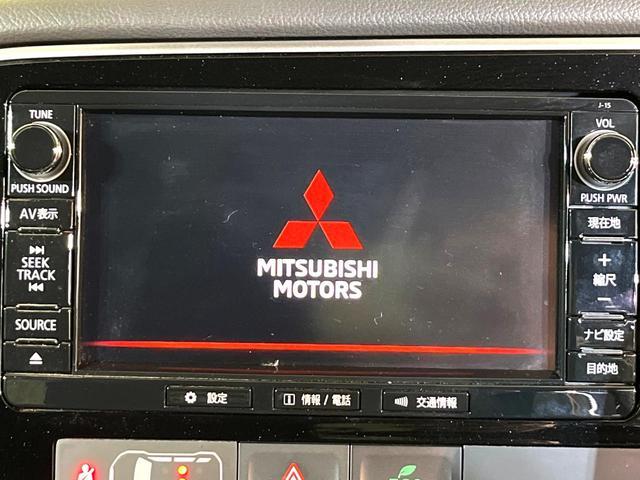 J-15
TUNE
PUSH SOUND
AV表示
SEEK
TRACK
SOURCE
MITSUBISHI
MOTORS
VOL
PUSH PWR
現在地
+
縮尺
−
ナビ設定
目的地
設定
i 情報 / 電話
交通情報